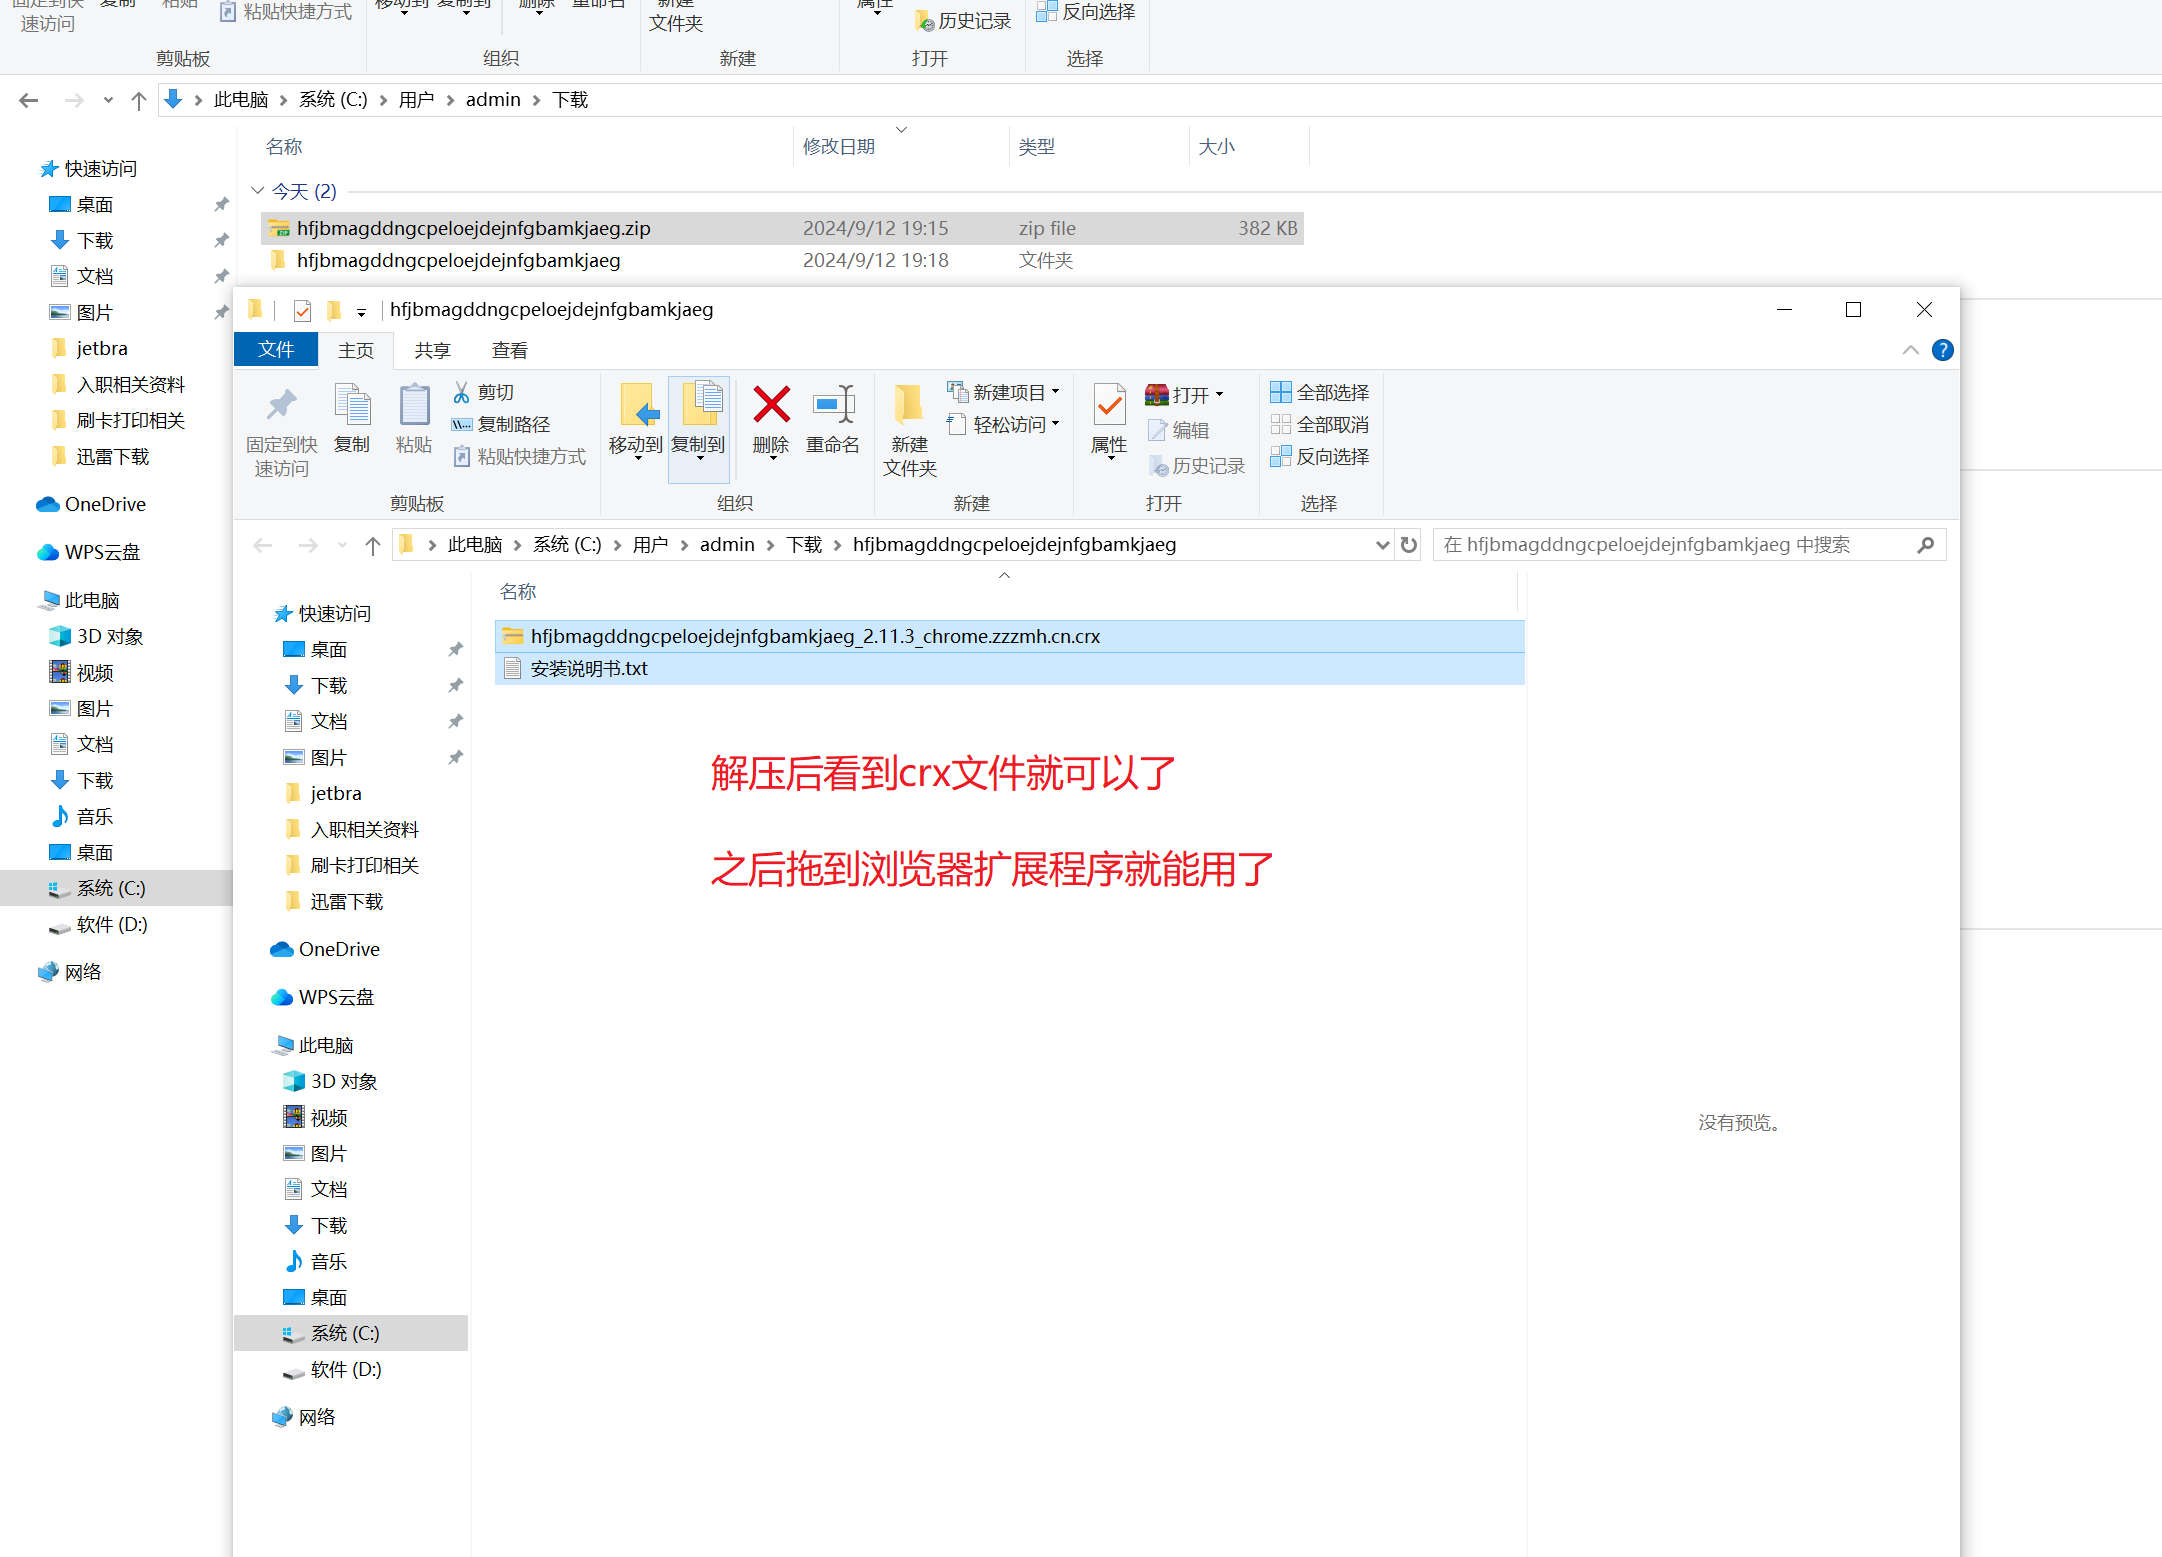 固定到快 复制 粘贴 粘贴快捷方式 移动到 复制到 删除 重命名 新建 属性 历史记录 反向选择
速访问 文件夹
剪贴板 组织 新建 打开 选择
此电脑 系统 (C:) 用户 admin 下载
名称 修改日期 类型 大小
今天 (2)
hfjbmagddngcpeloejdejnfgbamkjaeg.zip 2024/9/12 19:15 zip file 382 KB
hfjbmagddngcpeloejdejnfgbamkjaeg 2024/9/12 19:18 文件夹
快速访问
桌面
下载
文档
图片
jetbra
入职相关资料
刷卡打印相关
迅雷下载
OneDrive
WPS云盘
此电脑
3D 对象
视频
图片
文档
下载
音乐
桌面
系统 (C:)
软件 (D:)
网络
hfjbmagddngcpeloejdejnfgbamkjaeg
文件 主页 共享 查看
固定到快
速访问
复制
粘贴
剪切
复制路径
粘贴快捷方式
移动到
复制到
删除
重命名
新建
文件夹
新建项目
轻松访问
属性
打开
编辑
历史记录
全部选择
全部取消
反向选择
剪贴板 组织 新建 打开 选择
此电脑 系统 (C:) 用户 admin 下载 hfjbmagddngcpeloejdejnfgbamkjaeg
在 hfjbmagddngcpeloejdejnfgbamkjaeg 中搜索
快速访问
桌面
下载
文档
图片
jetbra
入职相关资料
刷卡打印相关
迅雷下载
OneDrive
WPS云盘
此电脑
3D 对象
视频
图片
文档
下载
音乐
桌面
系统 (C:)
软件 (D:)
网络
名称
hfjbmagddngcpeloejdejnfgbamkjaeg_2.11.3_chrome.zzzmh.cn.crx
安装说明书.txt
解压后看到crx文件就可以了
之后拖到浏览器扩展程序就能用了
没有预览。